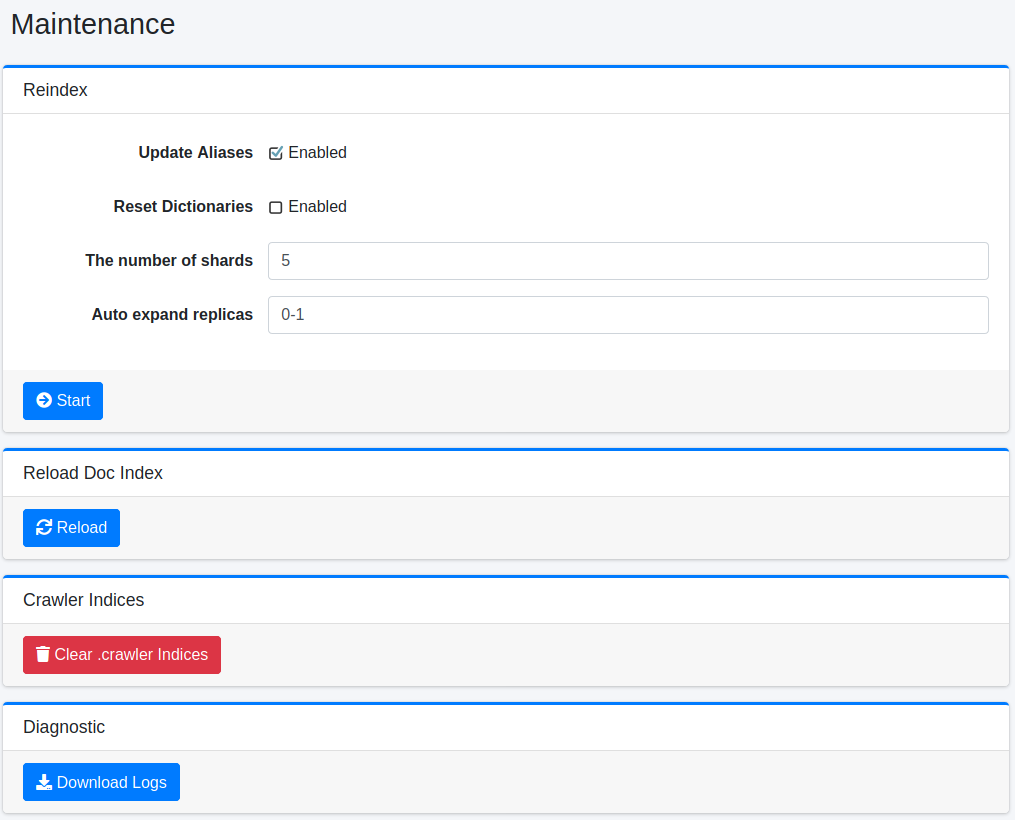 Maintenance
Reindex
Update Aliases Enabled
Reset Dictionaries Enabled
The number of shards 5
Auto expand replicas 0-1
Start
Reload Doc Index
Reload
Crawler Indices
Clear .crawler Indices
Diagnostic
Download Logs